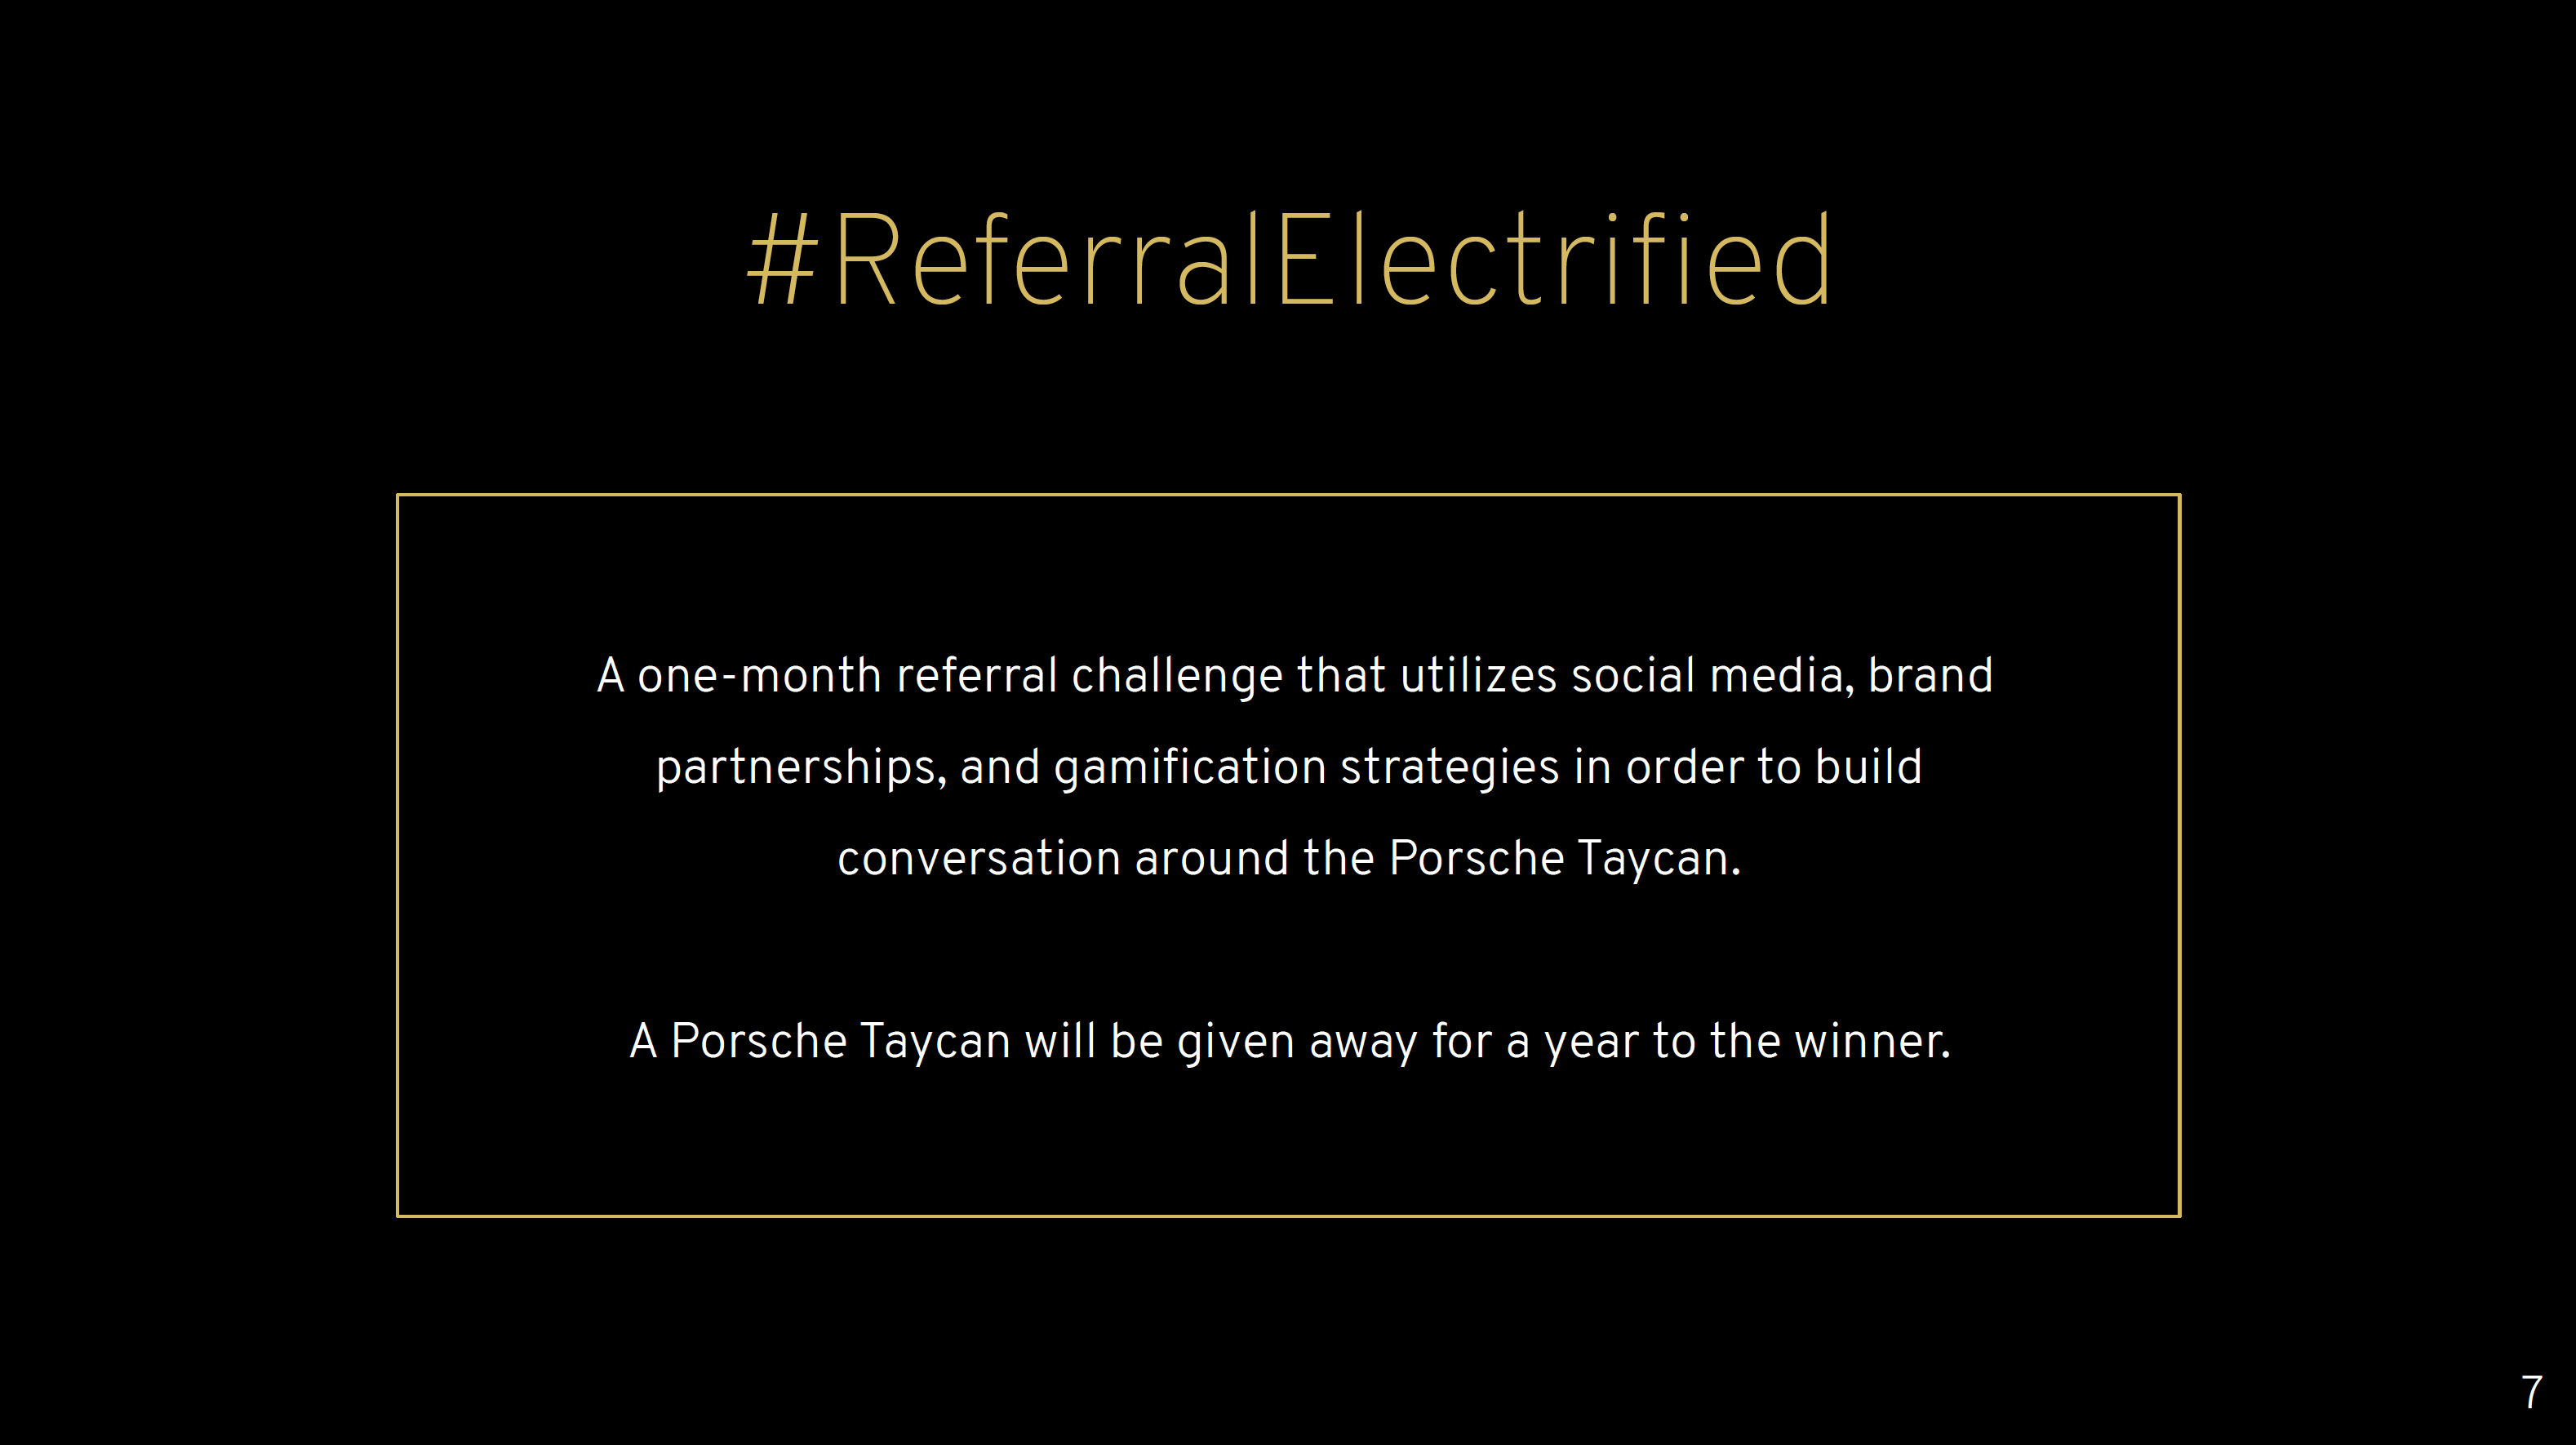 #ReferralElectrified
A one-month referral challenge that utilizes social media, brand
partnerships, and gamification strategies in order to build
conversation around the Porsche Taycan.
A Porsche Taycan will be given away for a year to the winner.
7